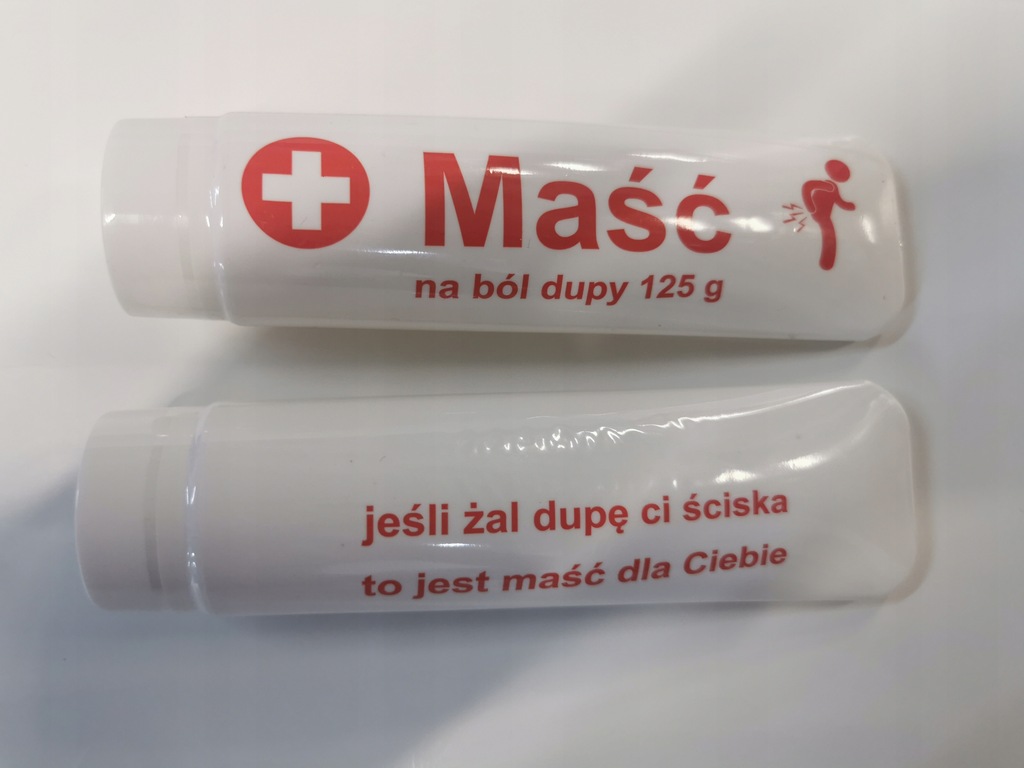 Maść
na ból dupy 125 g
jeśli żal dupę ci ściska
to jest maść dla Ciebie